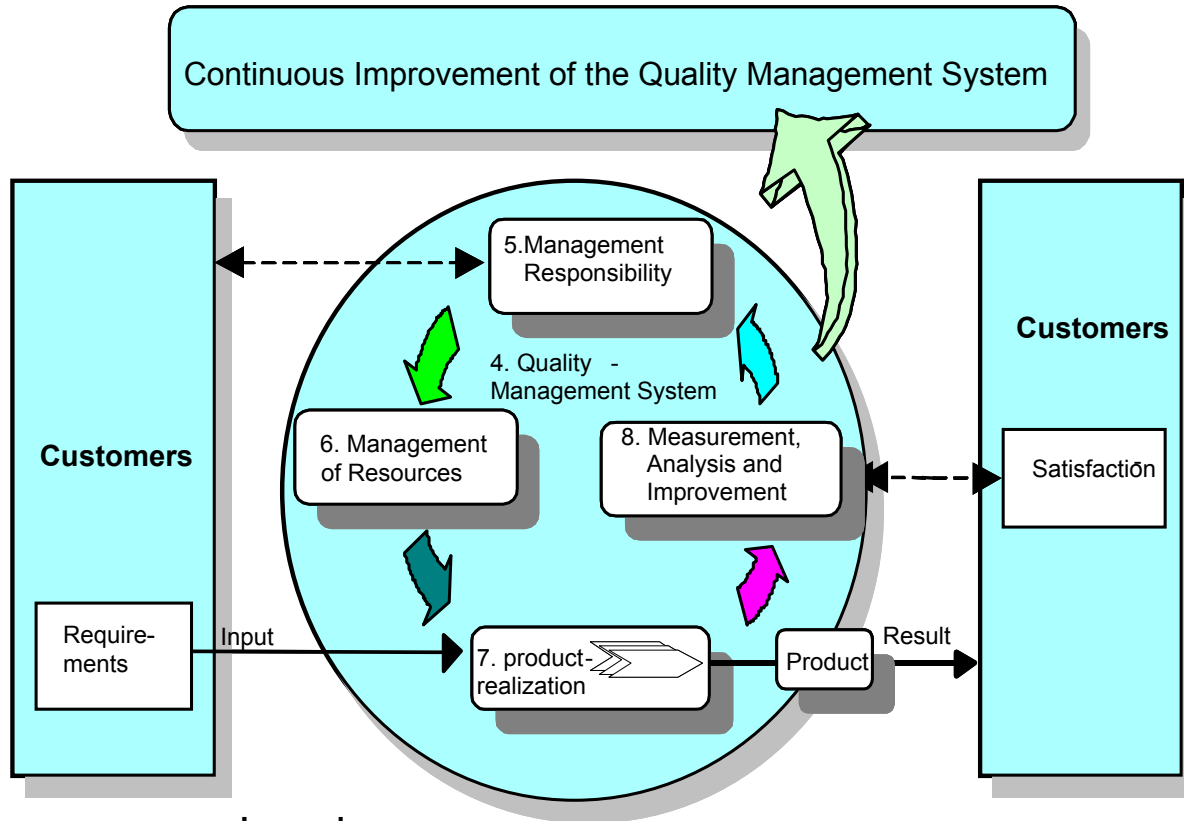 Continuous Improvement of the Quality Management System
5.Management
Responsibility
4. Quality -
Management System
Customers
6. Management
of Resources
8. Measurement,
Analysis and
Improvement
Customers
Satisfaction
Require-
ments
Input
7. product-
realization
Product
Result